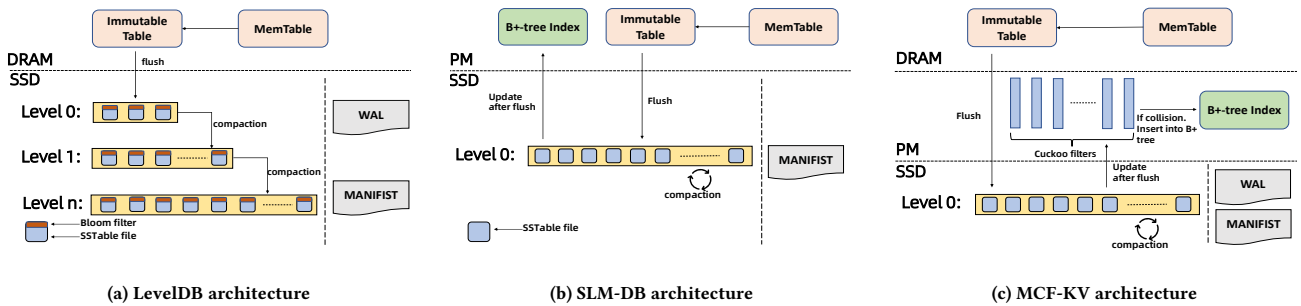 Immutable
Table
MemTable
DRAM
SSD
flush
Level 0:
compaction
WAL
Level 1:
compaction
Level n:
MANIFIST
Bloom filter
SSTable file
(a) LevelDB architecture
B+-tree Index
Immutable
Table
MemTable
PM
SSD
Update
after flush
Flush
Level 0:
MANIFIST
compaction
SSTable file
(b) SLM-DB architecture
Immutable
Table
MemTable
DRAM
Flush
If collision.
Insert into B+
tree
B+-tree Index
Cuckoo filters
PM
SSD
Update
after flush
Level 0:
WAL
MANIFIST
compaction
(c) MCF-KV architecture